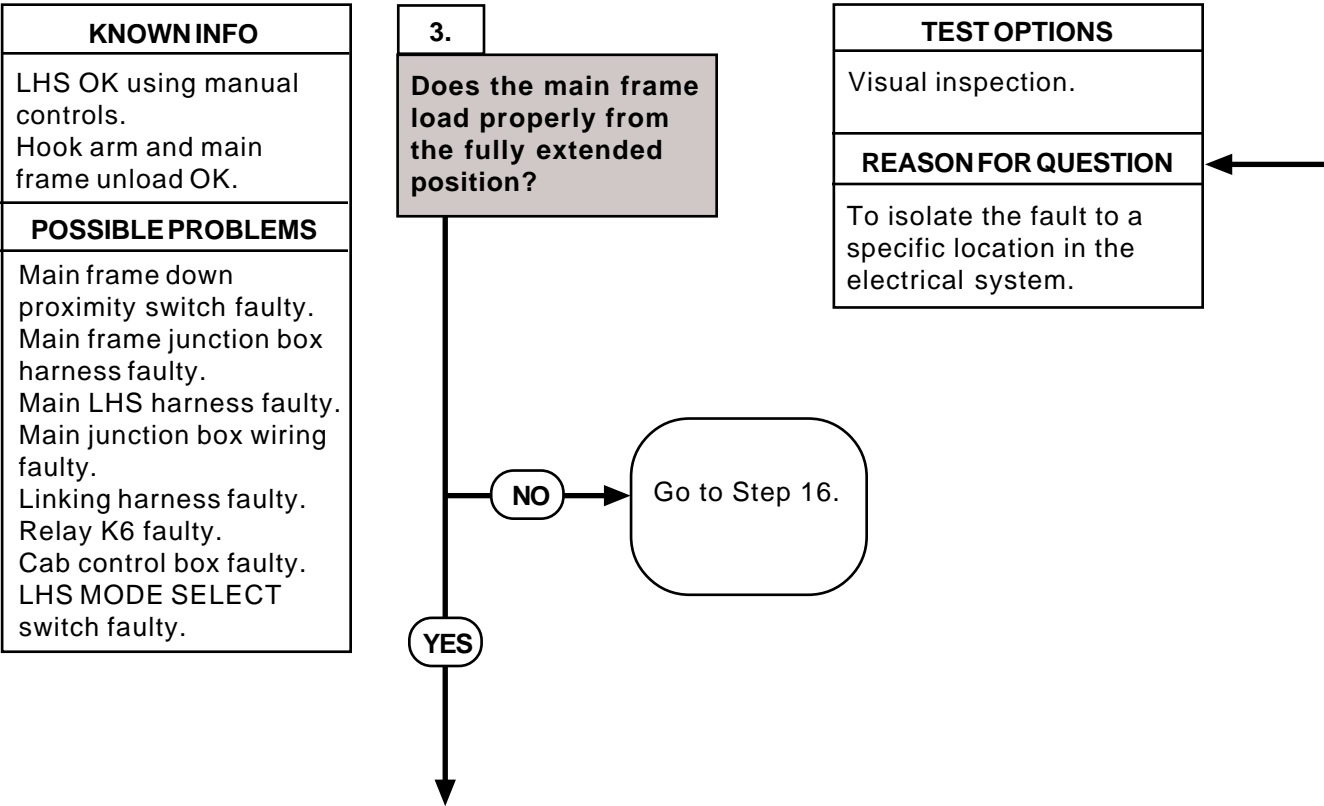 KNOWN INFO
LHS OK using manual
controls.
Hook arm and main
frame unload OK.
POSSIBLE PROBLEMS
Main frame down
proximity switch faulty.
Main frame junction box
harness faulty.
Main LHS harness faulty.
Main junction box wiring
faulty.
Linking harness faulty.
Relay K6 faulty.
Cab control box faulty.
LHS MODE SELECT
switch faulty.
3.
Does the main frame
load properly from
the fully extended
position?
NO
Go to Step 16.
YES
TEST OPTIONS
Visual inspection.
REASON FOR QUESTION
To isolate the fault to a
specific location in the
electrical system.